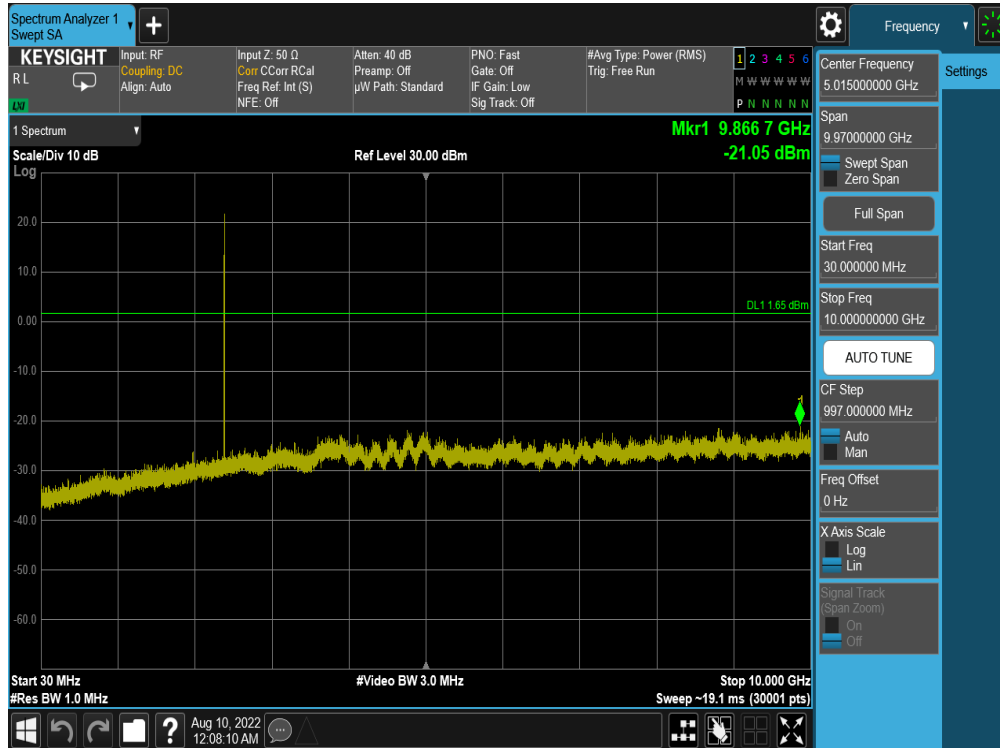 Spectrum Analyzer 1
Swept SA
Frequency
KEYSIGHT
R L
LXI
Input: RF
Coupling: DC
Align: Auto
Input Z: 50 Ω
Corr CCorr RCal
Freq Ref: Int (S)
NFE: Off
Atten: 40 dB
Preamp: Off
µW Path: Standard
PNO: Fast
Gate: Off
IF Gain: Low
Sig Track: Off
#Avg Type: Power (RMS)
Trig: Free Run
1 2 3 4 5 6
M W W W W W
P N N N N N
1 Spectrum
Scale/Div 10 dB
Log
Ref Level 30.00 dBm
Mkr1 9.866 7 GHz
-21.05 dBm
20.0
10.0
0.00
-10.0
-20.0
-30.0
-40.0
-50.0
-60.0
DL1 1.65 dBm
1
Start 30 MHz
#Res BW 1.0 MHz
#Video BW 3.0 MHz
Stop 10.000 GHz
Sweep ~19.1 ms (30001 pts)
Center Frequency
5.015000000 GHz
Span
9.97000000 GHz
Swept Span
Zero Span
Full Span
Start Freq
30.000000 MHz
Stop Freq
10.000000000 GHz
AUTO TUNE
CF Step
997.000000 MHz
Auto
Man
Freq Offset
0 Hz
X Axis Scale
Log
Lin
Signal Track
(Span Zoom)
On
Off
Settings
?
Aug 10, 2022
12:08:10 AM